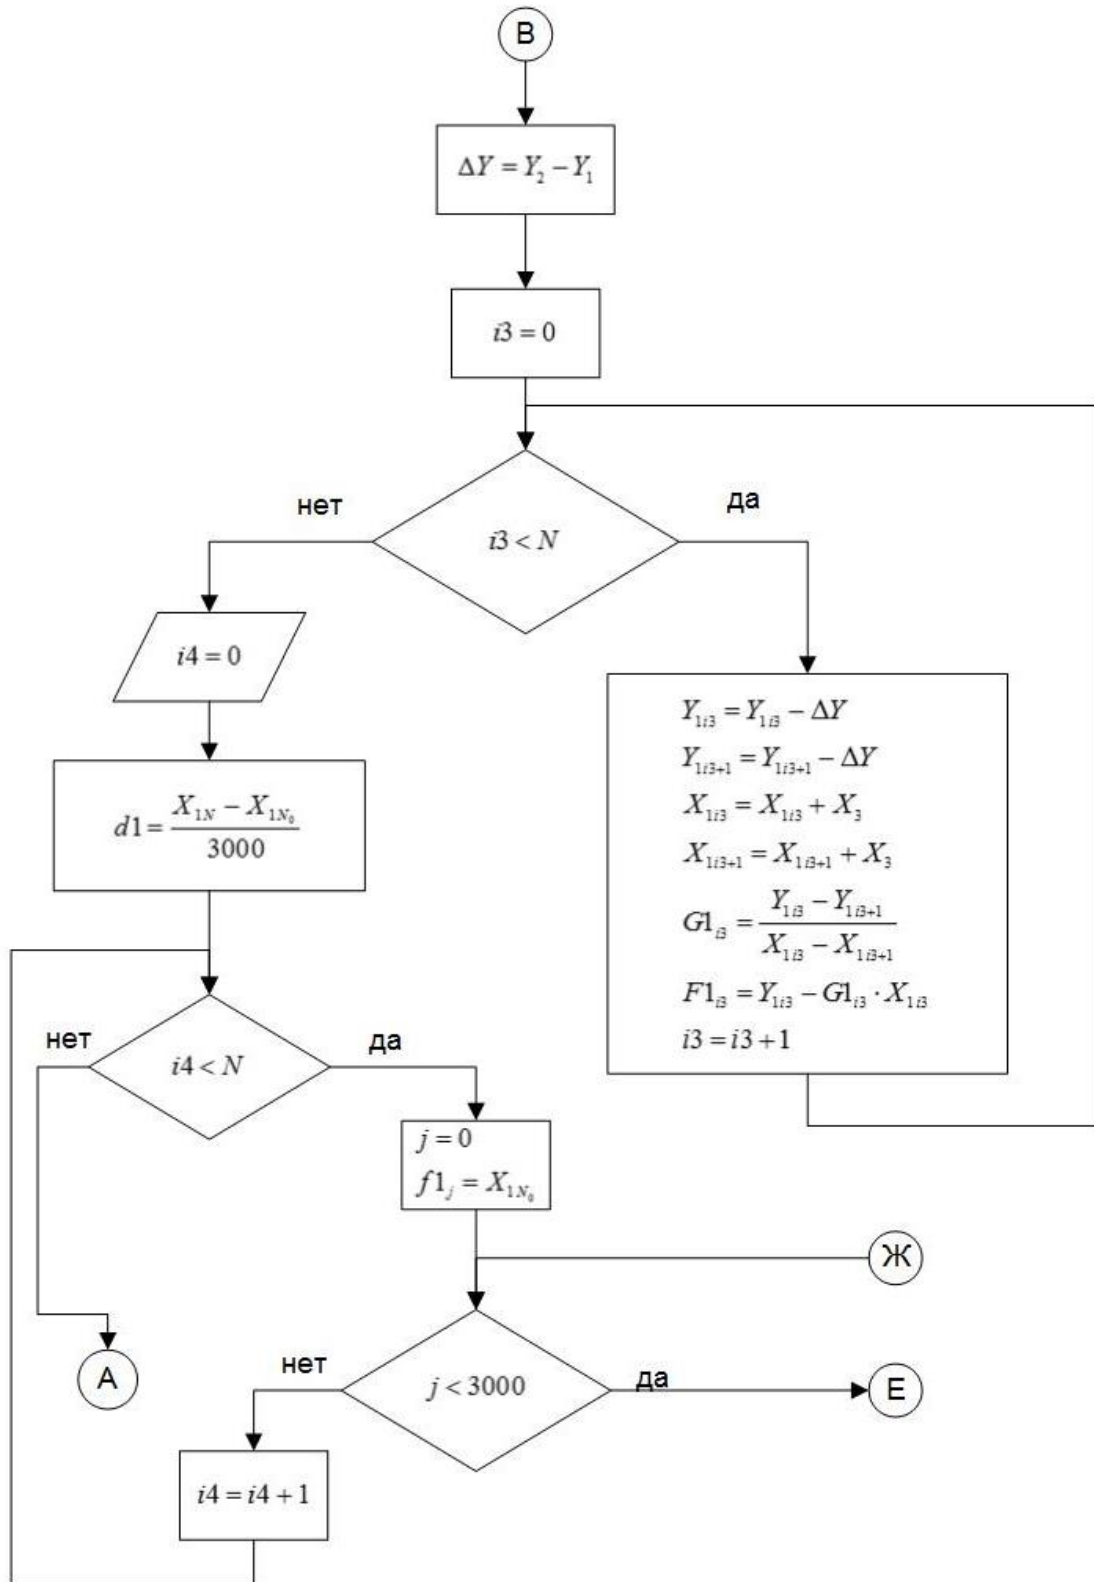 В
ΔY = Y₂ − Y₁
i3 = 0
нет
да
i3 < N
i4 = 0
d1 = (X₁N − X₁N₀) / 3000
Y₁i3 = Y₁i3 − ΔY
Y₁i3+1 = Y₁i3+1 − ΔY
X₁i3 = X₁i3 + X₃
X₁i3+1 = X₁i3+1 + X₃
G1i3 = (Y₁i3 − Y₁i3+1) / (X₁i3 − X₁i3+1)
F1i3 = Y₁i3 − G1i3 · X₁i3
i3 = i3 + 1
нет
да
i4 < N
j = 0
f1j = X₁N₀
Ж
А
нет
j < 3000
да
Е
i4 = i4 + 1